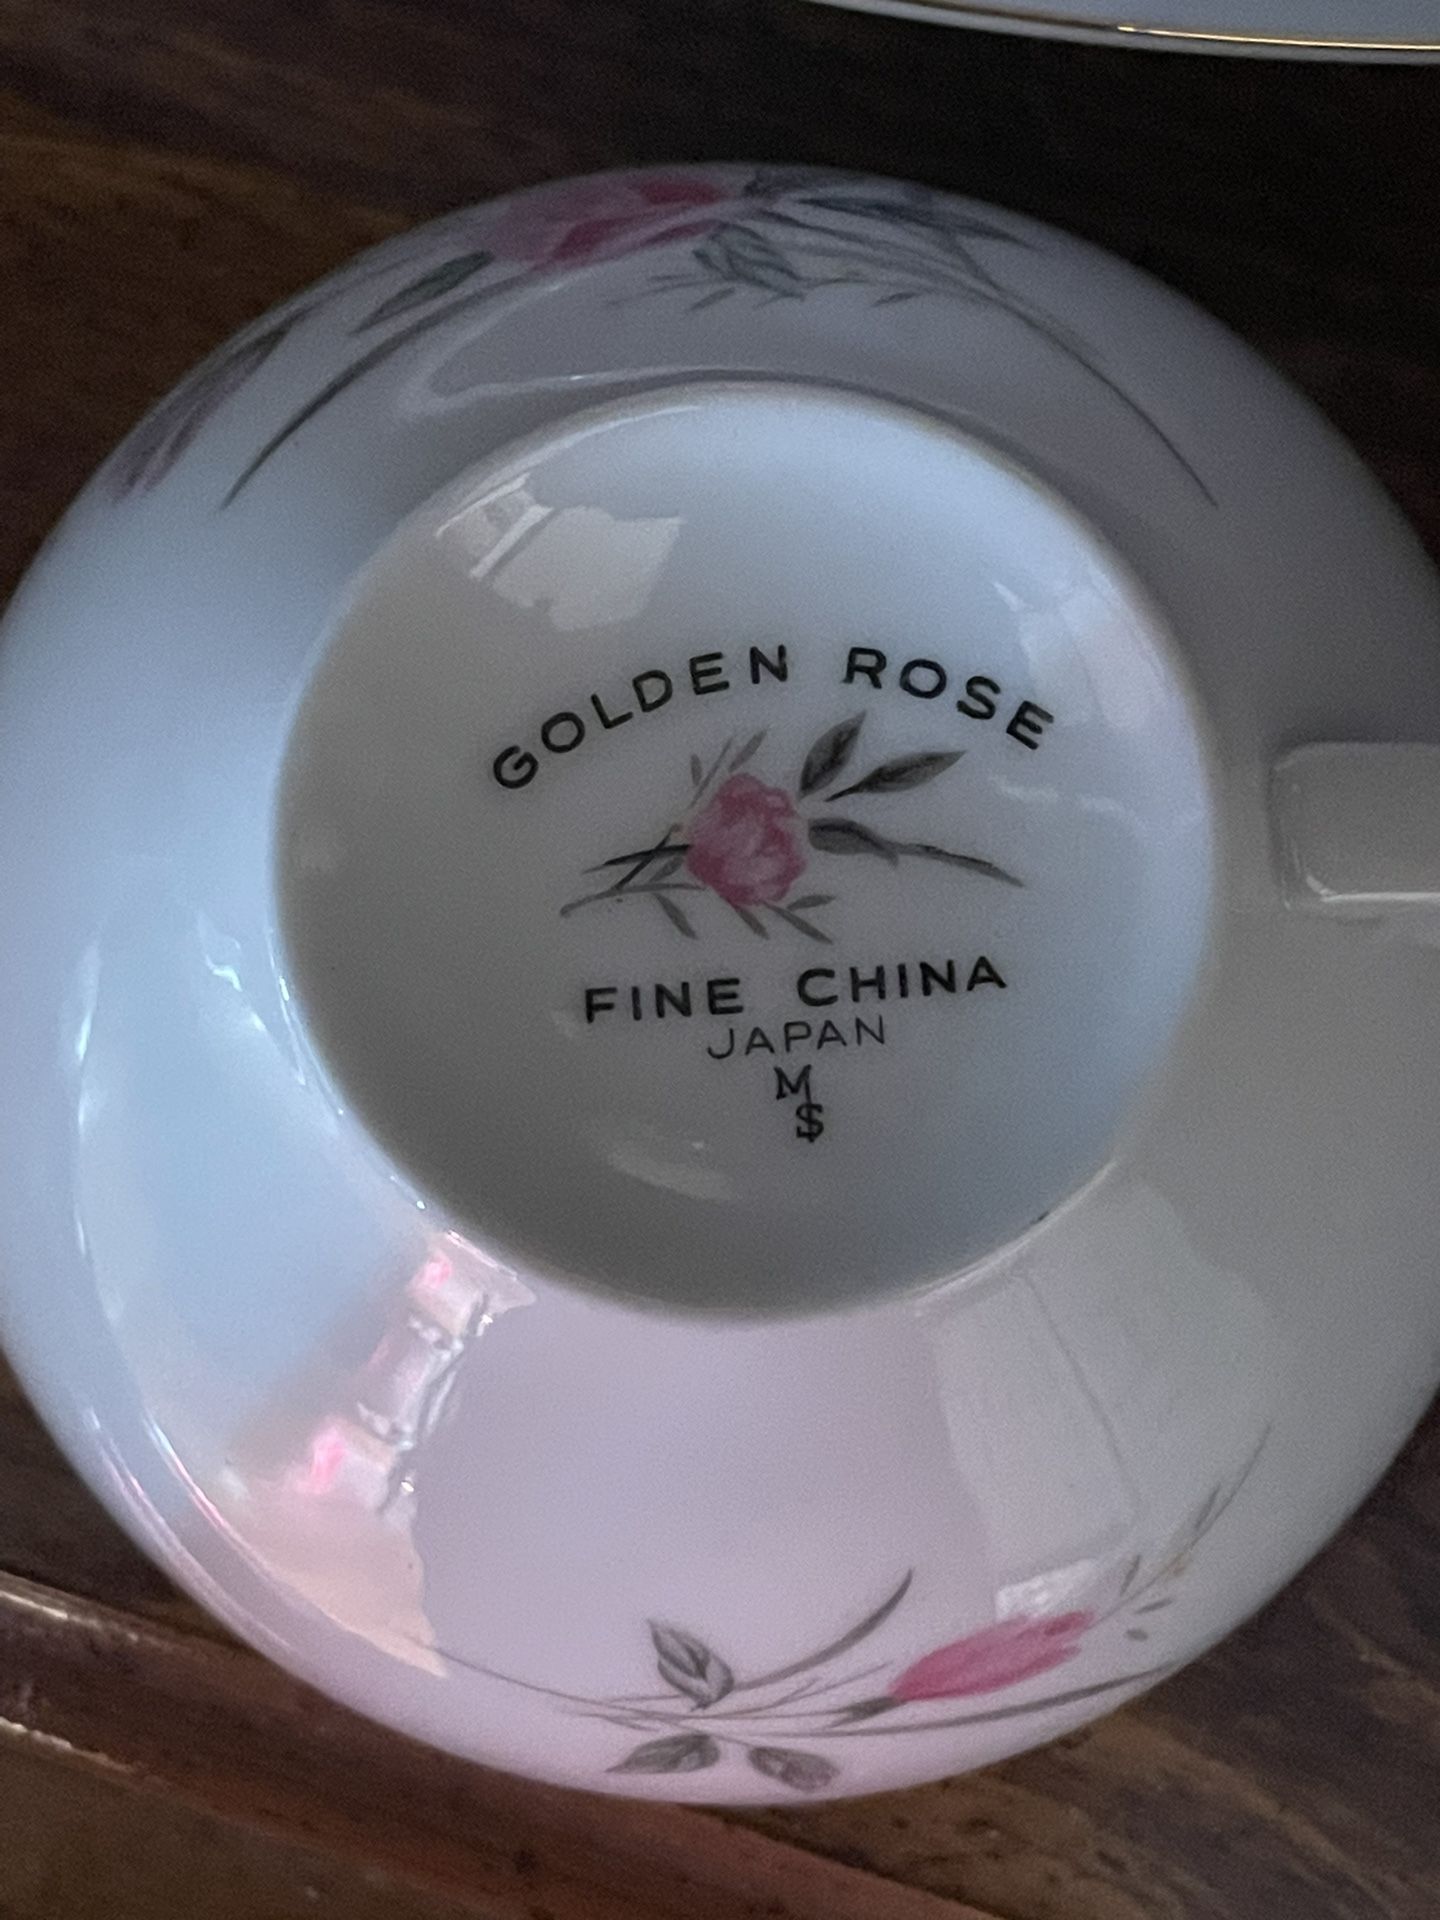 GOLDEN ROSE
FINE CHINA
JAPAN
M
$